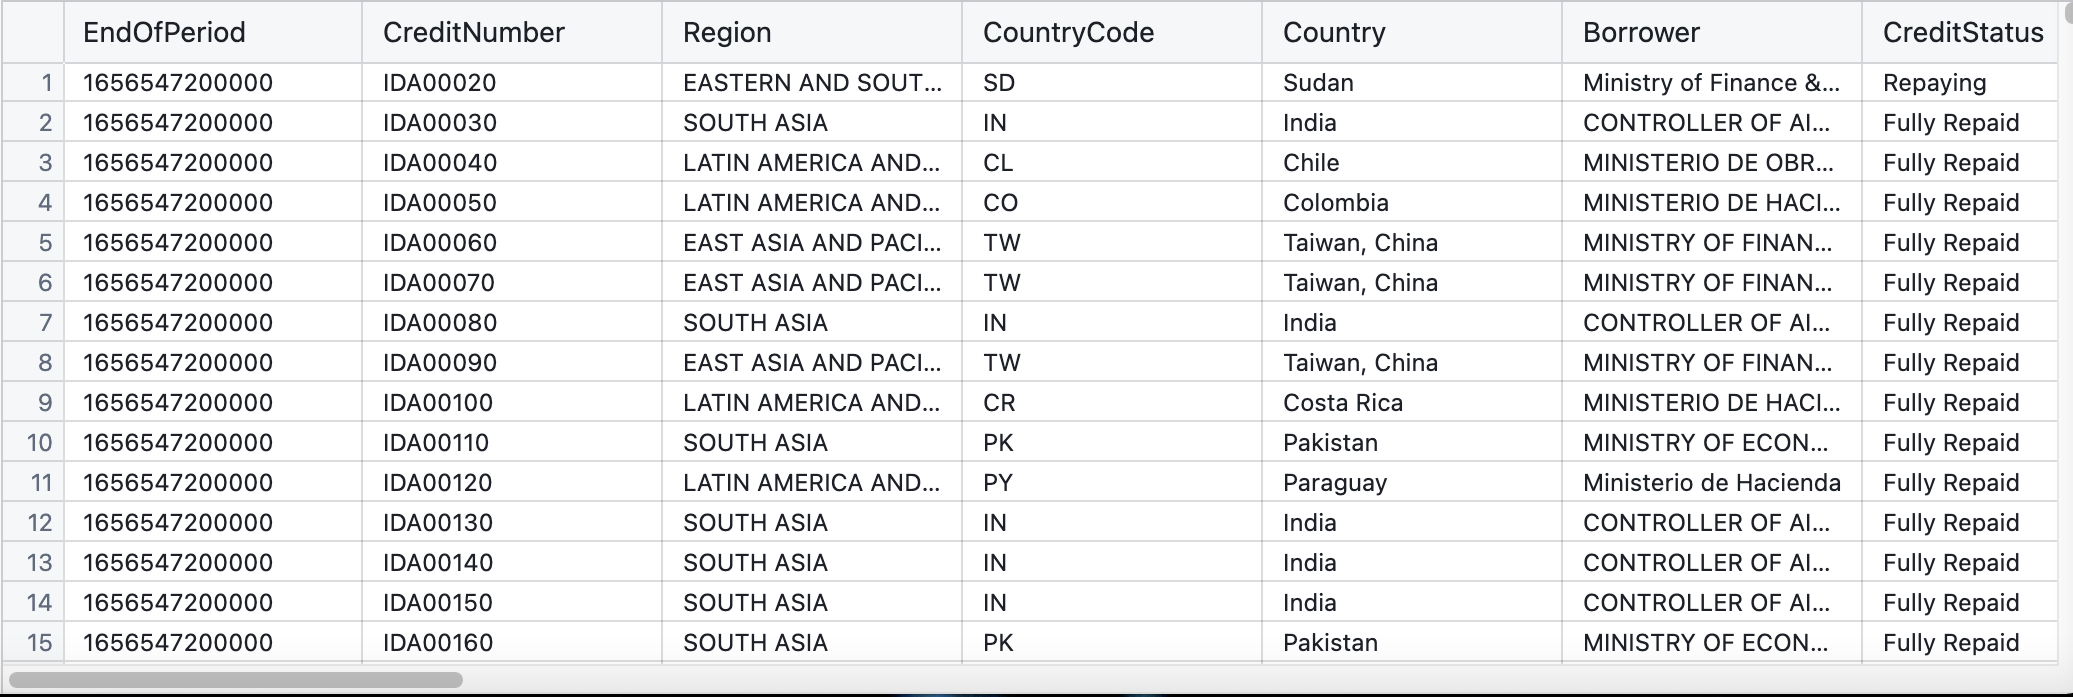 EndOfPeriod CreditNumber Region CountryCode Country Borrower CreditStatus
1 1656547200000 IDA00020 EASTERN AND SOUT... SD Sudan Ministry of Finance &... Repaying
2 1656547200000 IDA00030 SOUTH ASIA IN India CONTROLLER OF AI... Fully Repaid
3 1656547200000 IDA00040 LATIN AMERICA AND... CL Chile MINISTERIO DE OBR... Fully Repaid
4 1656547200000 IDA00050 LATIN AMERICA AND... CO Colombia MINISTERIO DE HACI... Fully Repaid
5 1656547200000 IDA00060 EAST ASIA AND PACI... TW Taiwan, China MINISTRY OF FINAN... Fully Repaid
6 1656547200000 IDA00070 EAST ASIA AND PACI... TW Taiwan, China MINISTRY OF FINAN... Fully Repaid
7 1656547200000 IDA00080 SOUTH ASIA IN India CONTROLLER OF AI... Fully Repaid
8 1656547200000 IDA00090 EAST ASIA AND PACI... TW Taiwan, China MINISTRY OF FINAN... Fully Repaid
9 1656547200000 IDA00100 LATIN AMERICA AND... CR Costa Rica MINISTERIO DE HACI... Fully Repaid
10 1656547200000 IDA00110 SOUTH ASIA PK Pakistan MINISTRY OF ECON... Fully Repaid
11 1656547200000 IDA00120 LATIN AMERICA AND... PY Paraguay Ministerio de Hacienda Fully Repaid
12 1656547200000 IDA00130 SOUTH ASIA IN India CONTROLLER OF AI... Fully Repaid
13 1656547200000 IDA00140 SOUTH ASIA IN India CONTROLLER OF AI... Fully Repaid
14 1656547200000 IDA00150 SOUTH ASIA IN India CONTROLLER OF AI... Fully Repaid
15 1656547200000 IDA00160 SOUTH ASIA PK Pakistan MINISTRY OF ECON... Fully Repaid